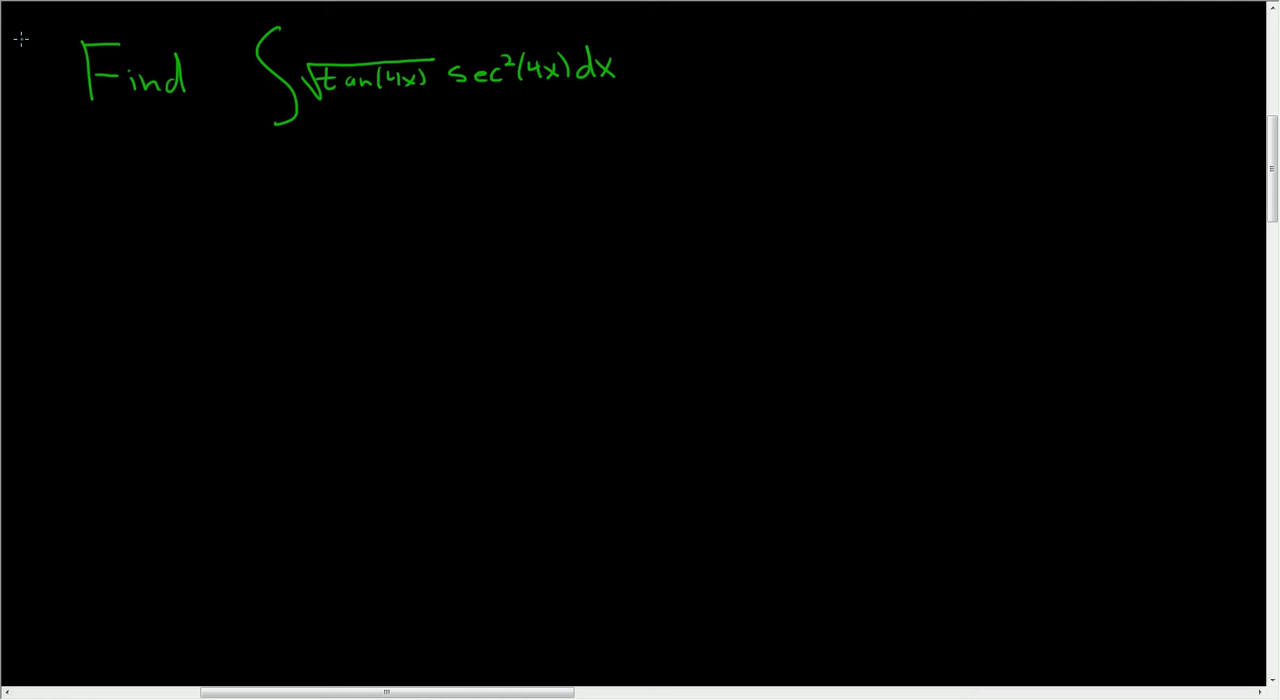 Find ∫√tan(4x) sec²(4x)dx